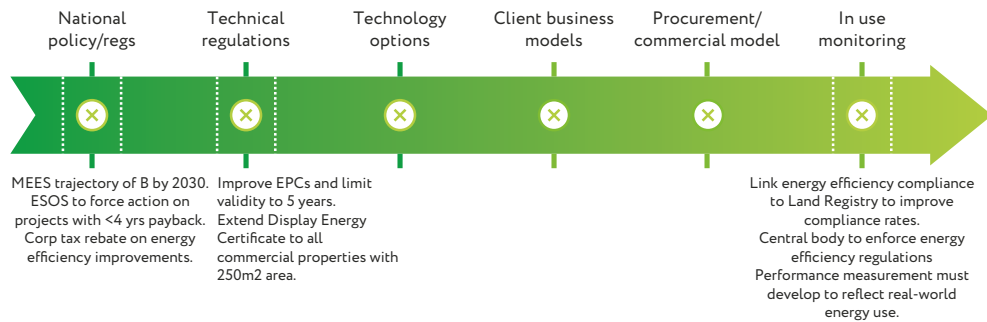 National
policy/regs
Technical
regulations
Technology
options
Client business
models
Procurement/
commercial model
In use
monitoring
MEES trajectory of B by 2030.
ESOS to force action on
projects with <4 yrs payback.
Corp tax rebate on energy
efficiency improvements.
Improve EPCs and limit
validity to 5 years.
Extend Display Energy
Certificate to all
commercial properties with
250m2 area.
Link energy efficiency compliance
to Land Registry to improve
compliance rates.
Central body to enforce energy
efficiency regulations
Performance measurement must
develop to reflect real-world
energy use.